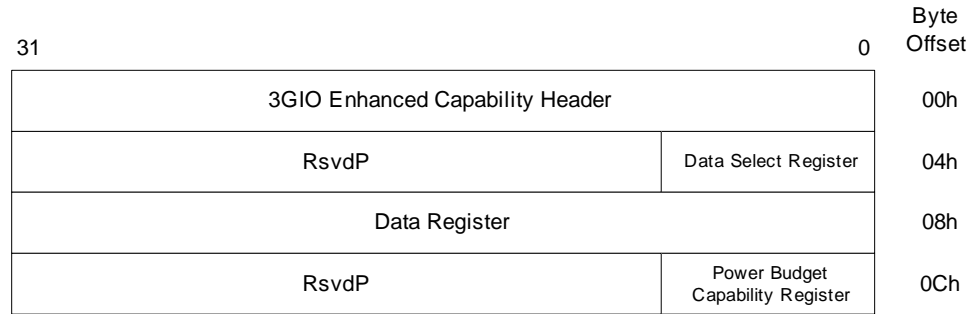 Byte
31 0 Offset
3GIO Enhanced Capability Header 00h
RsvdP Data Select Register 04h
Data Register 08h
RsvdP Power Budget
Capability Register 0Ch